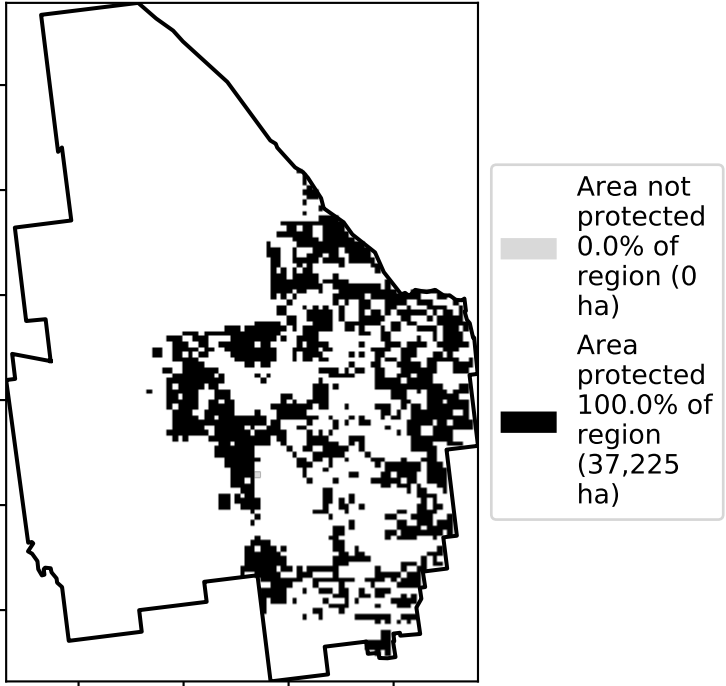 Area not
protected
0.0% of
region (0
ha)
Area
protected
100.0% of
region
(37,225
ha)